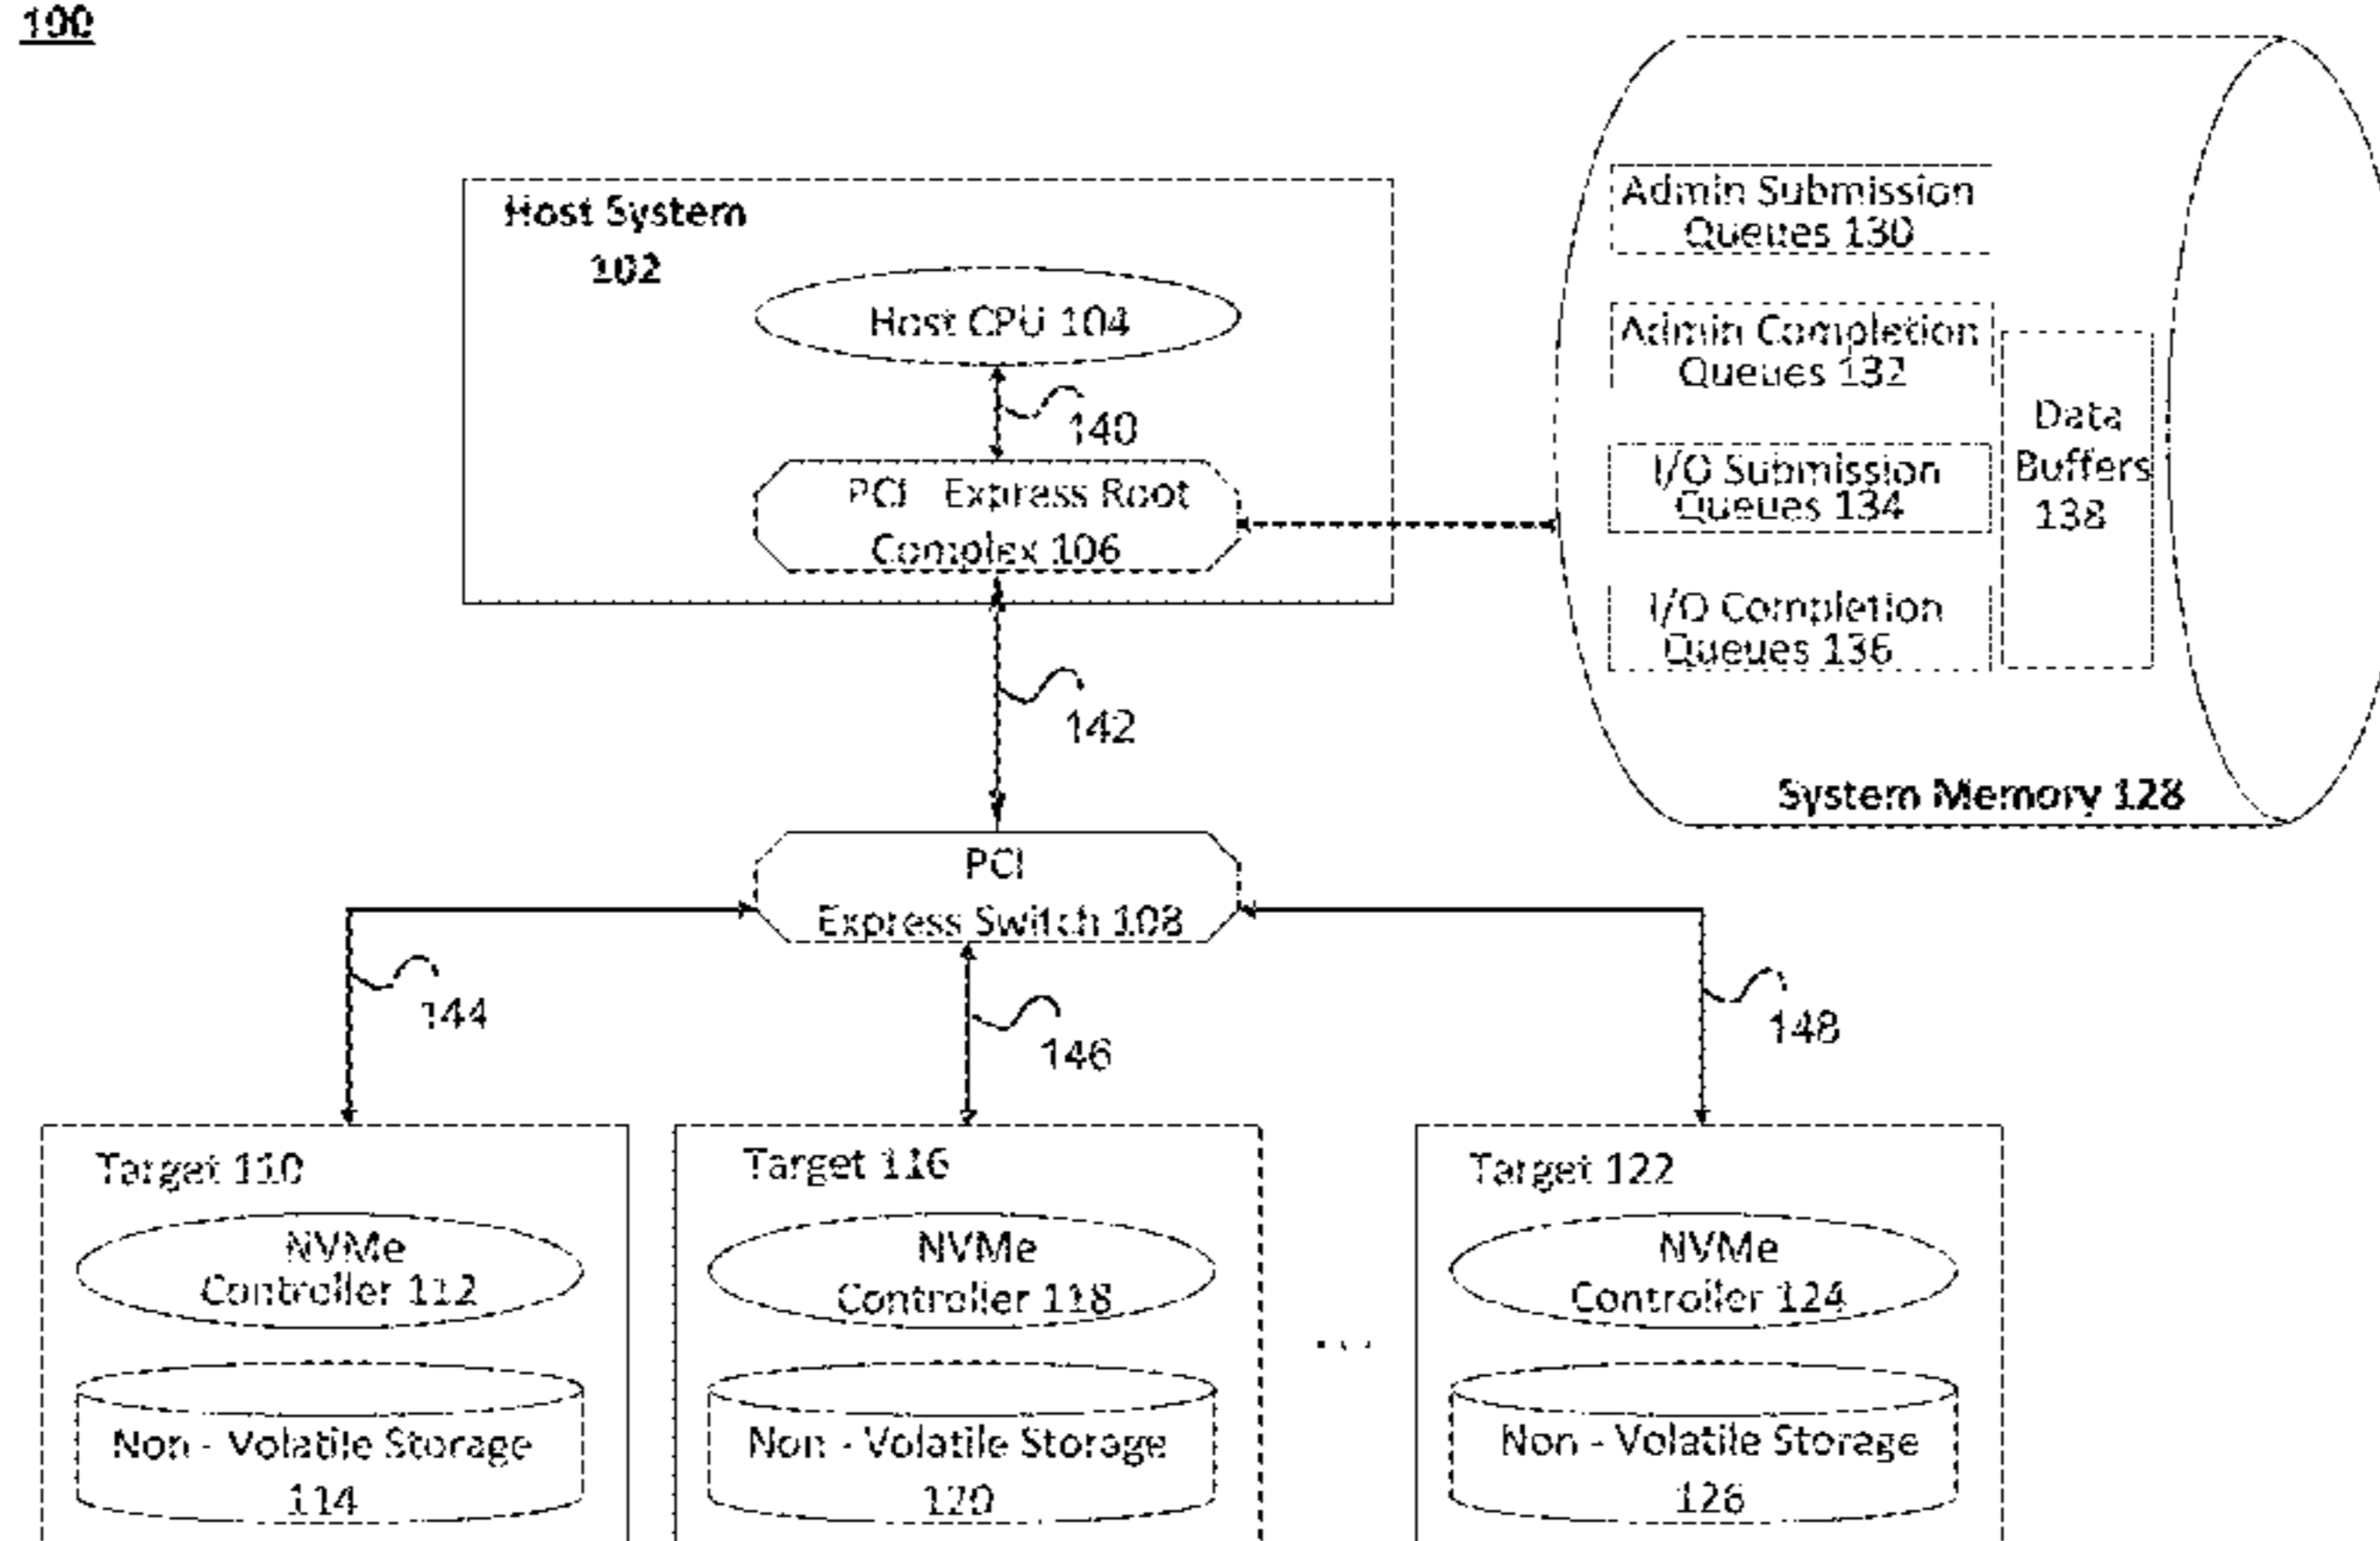 100
Host System
102
Host CPU 104
140
PCI Express Root
Complex 106
142
Admin Submission
Queues 130
Admin Completion
Queues 132
I/O Submission
Queues 134
I/O Completion
Queues 136
Data
Buffers
138
System Memory 128
PCI
Express Switch 108
144
146
148
Target 110
NVMe
Controller 112
Non - Volatile Storage
114
Target 116
NVMe
Controller 118
Non - Volatile Storage
120
...
Target 122
NVMe
Controller 124
Non - Volatile Storage
126